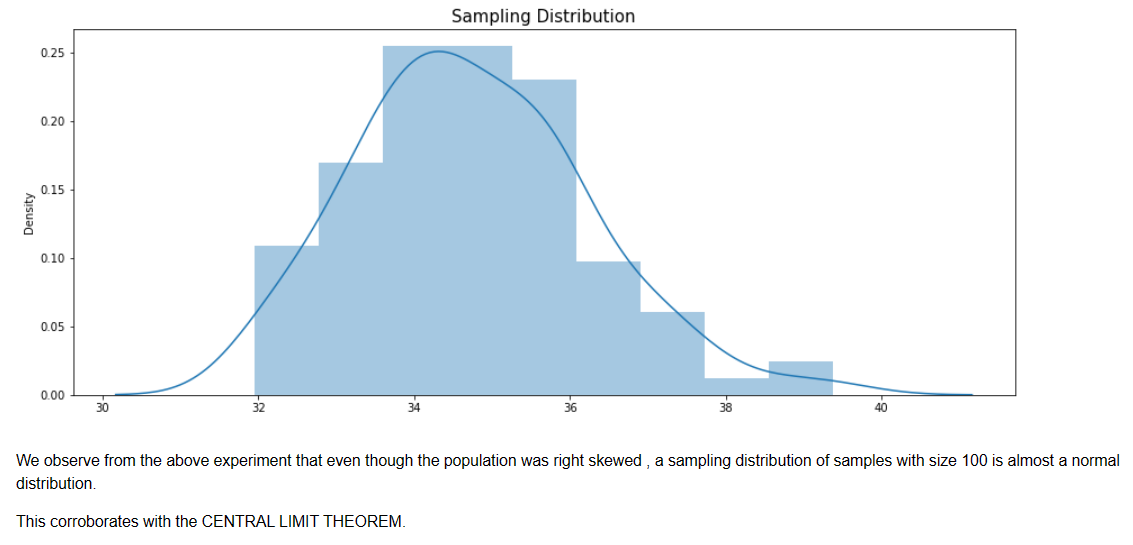 Sampling Distribution
0.25
0.20
0.15
0.10
0.05
0.00
Density
30 32 34 36 38 40
We observe from the above experiment that even though the population was right skewed , a sampling distribution of samples with size 100 is almost a normal
distribution.
This corroborates with the CENTRAL LIMIT THEOREM.